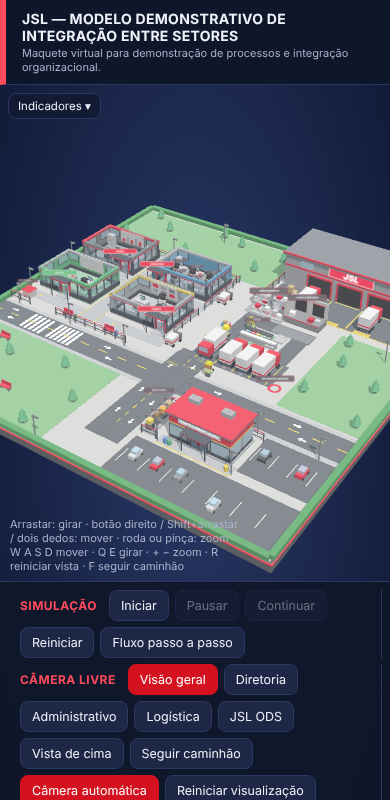 JSL — MODELO DEMONSTRATIVO DE
INTEGRAÇÃO ENTRE SETORES
Maquete virtual para demonstração de processos e integração
organizacional.
Indicadores ▾
JSL
Arrastar: girar · botão direito / Shift+arrastar
/ dois dedos: mover · roda ou pinça: zoom
W A S D mover · Q E girar · + − zoom · R
reiniciar vista · F seguir caminhão
SIMULAÇÃO Iniciar Pausar Continuar
Reiniciar Fluxo passo a passo
CÂMERA LIVRE Visão geral Diretoria
Administrativo Logística JSL ODS
Vista de cima Seguir caminhão
Câmera automática Reiniciar visualização